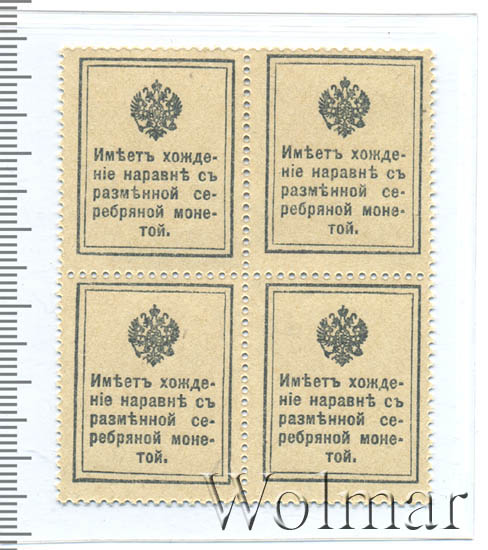 Имѣетъ хожде-
ніе наравнѣ съ
размѣнной се-
ребряной моне-
той.
Имѣетъ хожде-
ніе наравнѣ съ
размѣнной се-
ребряной моне-
той.
Имѣетъ хожде-
ніе наравнѣ съ
размѣнной се-
ребряной моне-
той.
Имѣетъ хожде-
ніе наравнѣ съ
размѣнной се-
ребряной моне-
той.
Wolmar